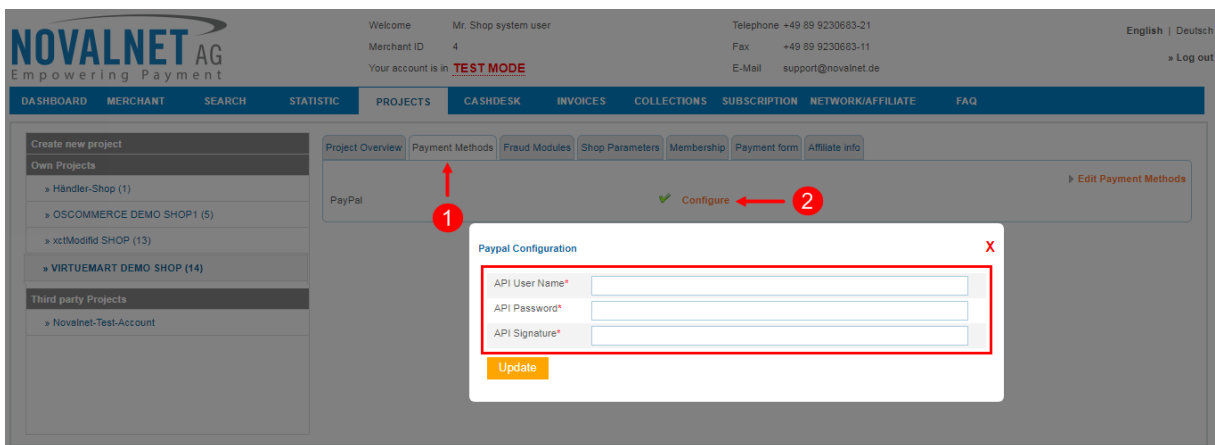 NOVALNET AG
Empowering Payment
Welcome Mr. Shop system user
Merchant ID 4
Your account is in TEST MODE
Telephone +49 89 9230683-21
Fax +49 89 9230683-11
E-Mail support@novalnet.de
English | Deutsch
» Log out
DASHBOARD MERCHANT SEARCH STATISTIC PROJECTS CASHDESK INVOICES COLLECTIONS SUBSCRIPTION NETWORK/AFFILIATE FAQ
Create new project
Own Projects
» Händler-Shop (1)
» OSCOMMERCE DEMO SHOP1 (5)
» xctModifid SHOP (13)
» VIRTUEMART DEMO SHOP (14)
Third party Projects
» Novalnet-Test-Account
Project Overview Payment Methods Fraud Modules Shop Parameters Membership Payment form Affiliate info
Edit Payment Methods
PayPal Configure
1
2
Paypal Configuration X
API User Name*
API Password*
API Signature*
Update